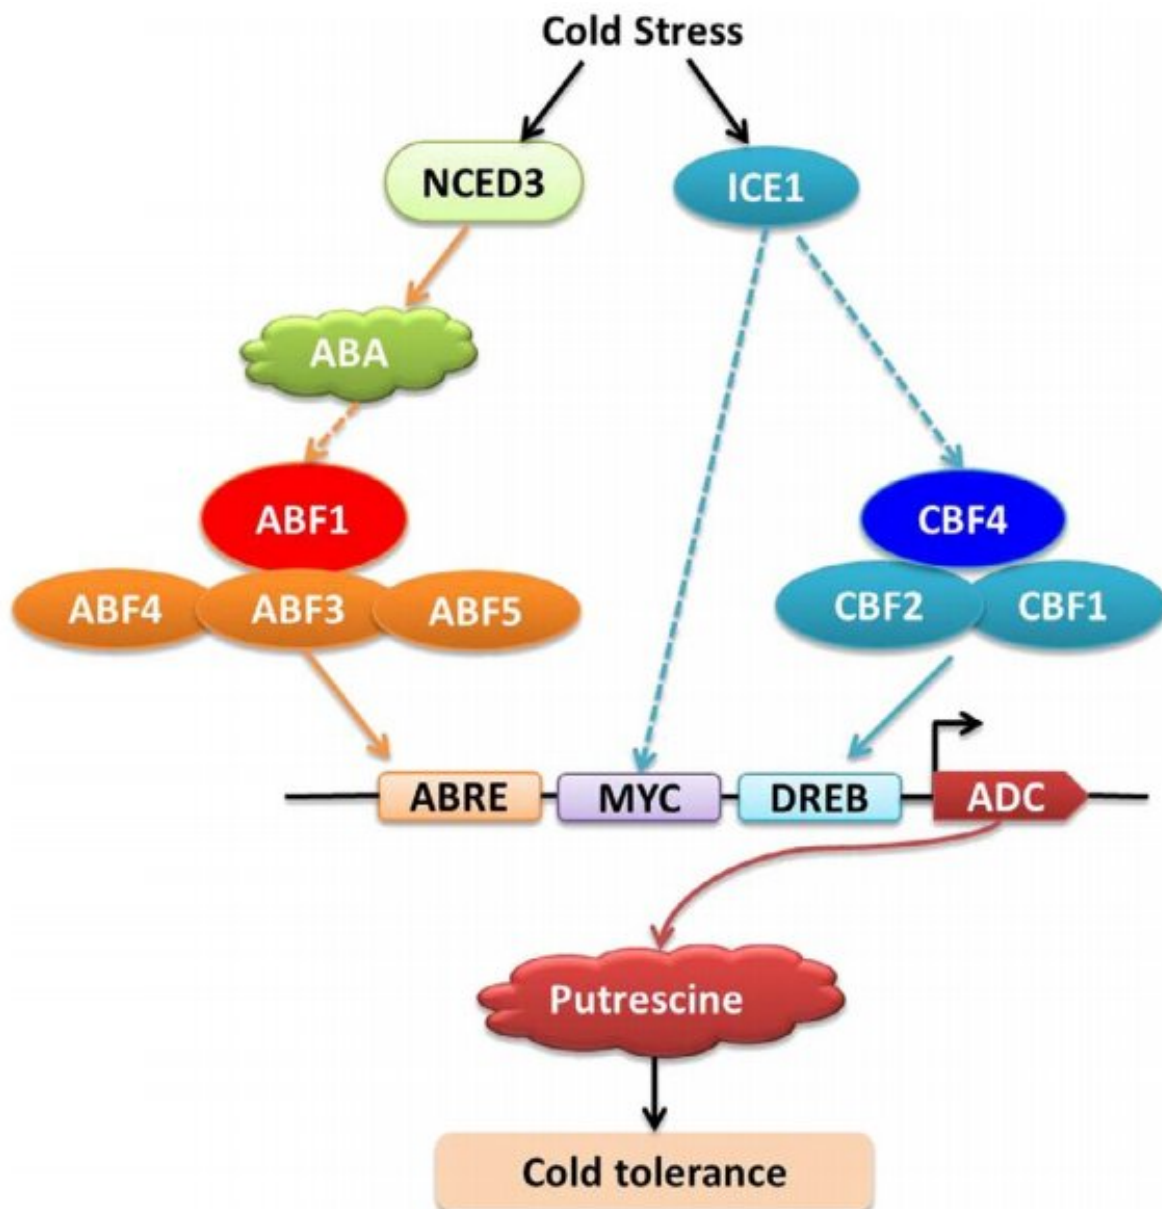 Cold Stress
NCED3
ICE1
ABA
ABF1
CBF4
ABF4
ABF3
ABF5
CBF2
CBF1
ABRE
MYC
DREB
ADC
Putrescine
Cold tolerance